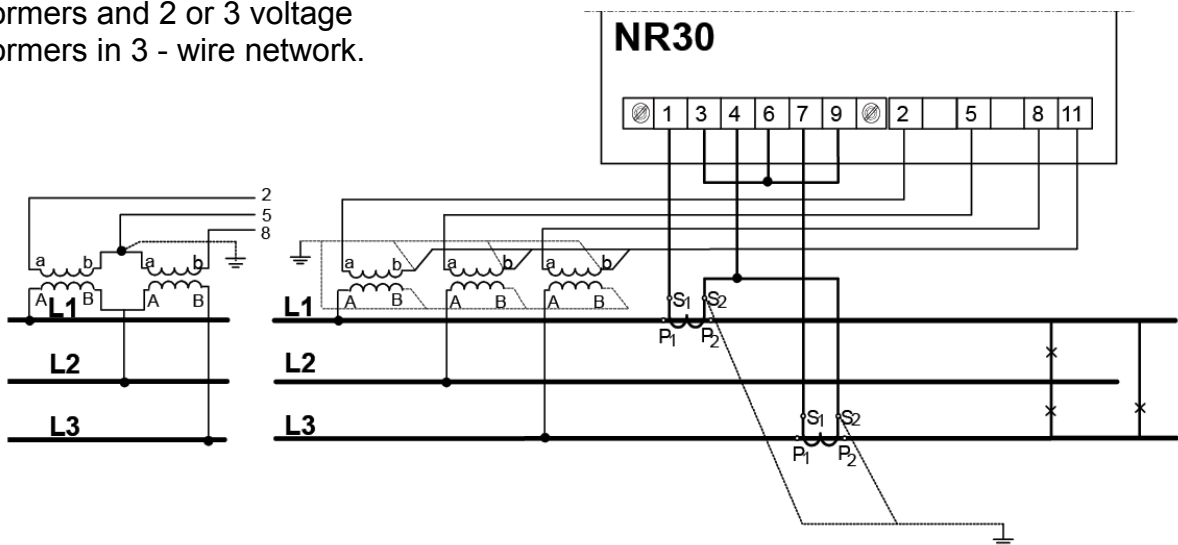 ormers and 2 or 3 voltage
ormers in 3 - wire network.
NR30
1 3 4 6 7 9 2 5 8 11
2
5
8
a b a b a b a b a b
A B A B A B A B A B
L1 L1 S1 S2
P1 P2
L2 L2
L3 L3 S1 S2
P1 P2